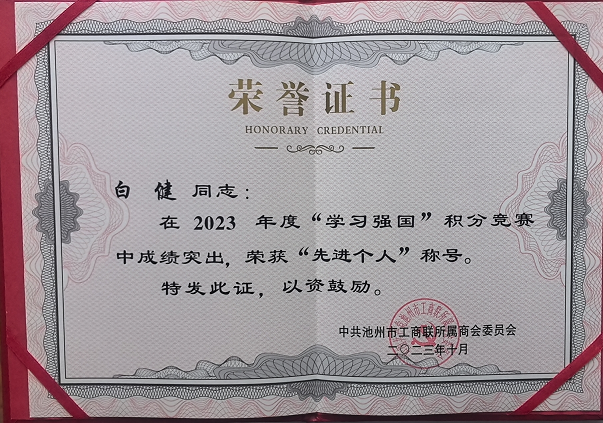 荣誉证书
HONORARY CREDENTIAL
白 健 同志：
在 2023 年度“学习强国”积分竞赛
中成绩突出，荣获“先进个人”称号。
特发此证，以资鼓励。
中共池州市工商联所属商会委员会
二〇二三年十月